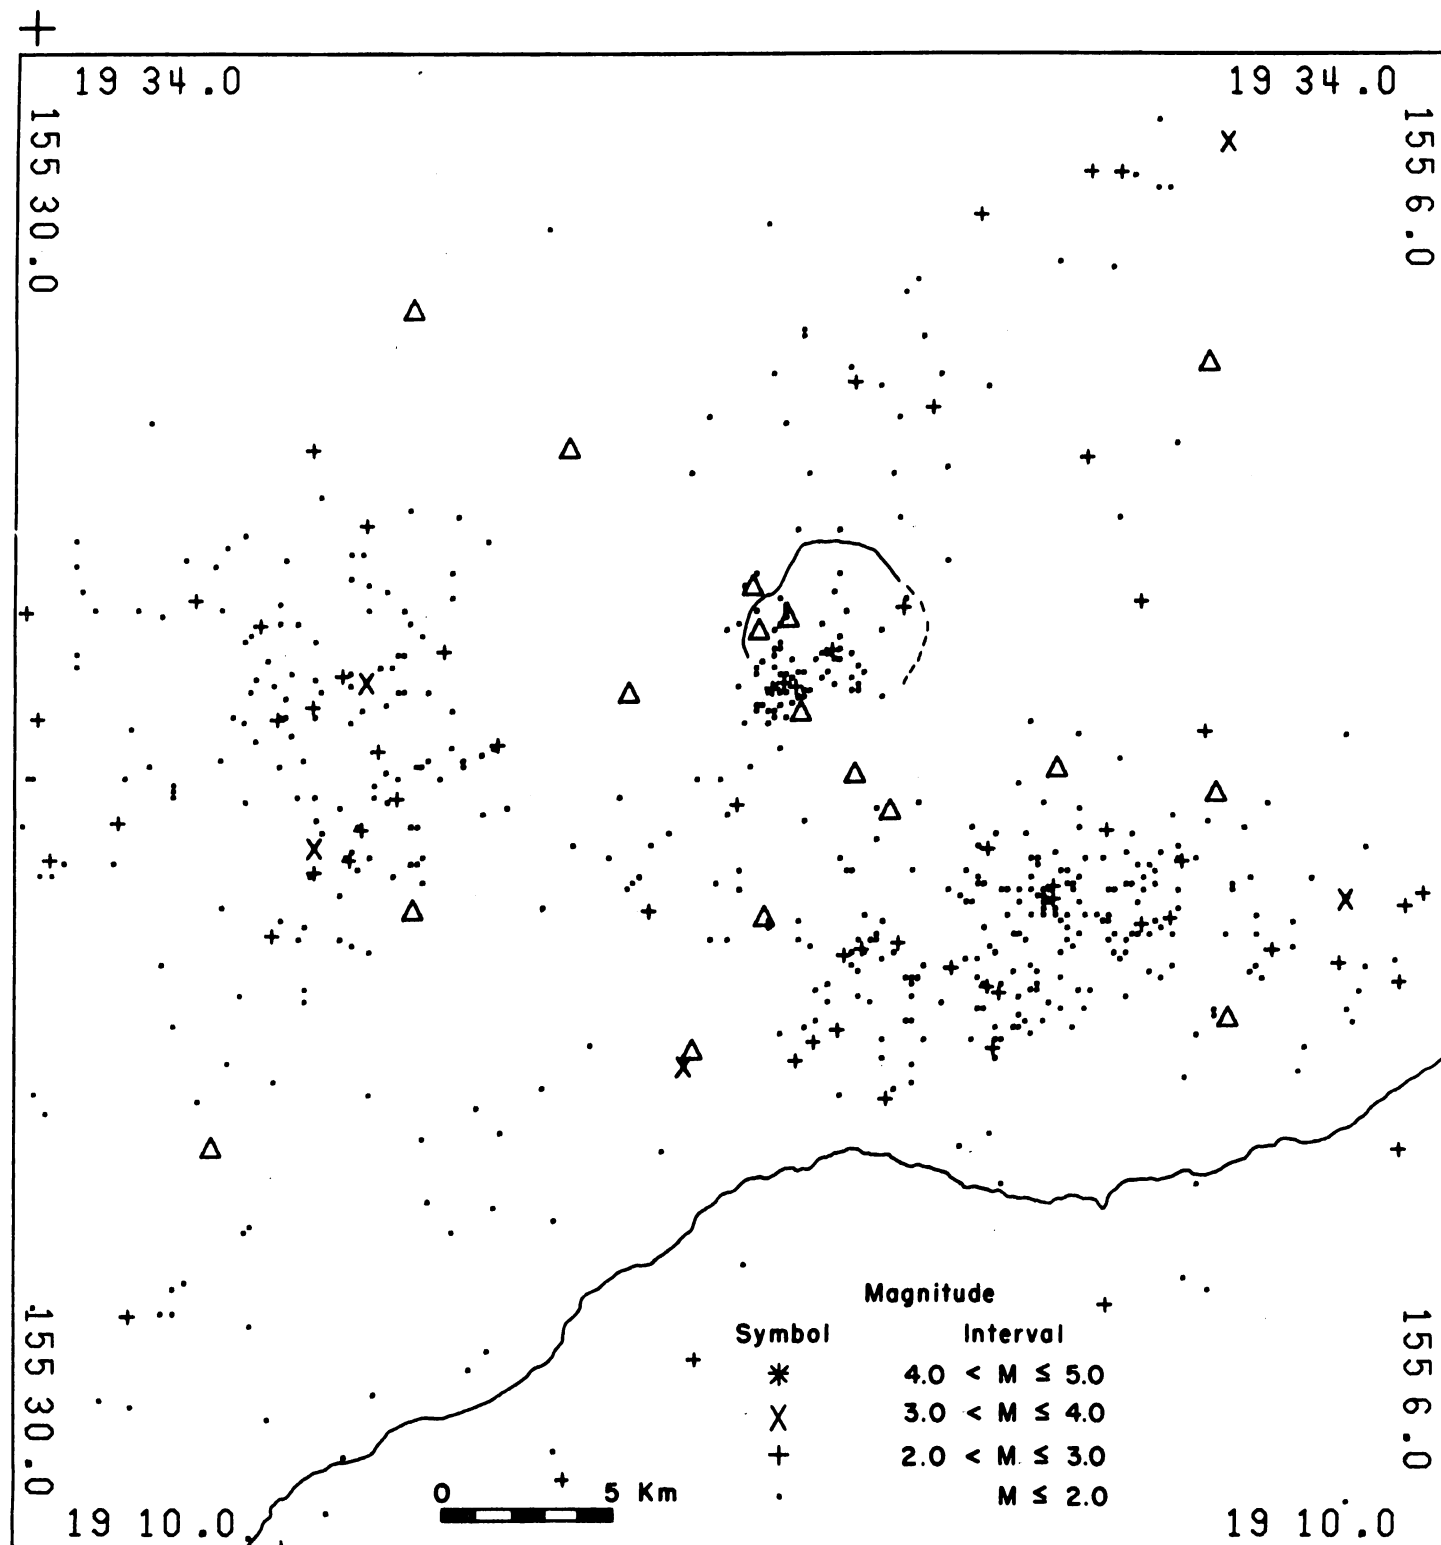 19 34.0
19 34.0
155 30.0
155 6.0
Magnitude
Symbol Interval
4.0 < M ≤ 5.0
3.0 < M ≤ 4.0
2.0 < M ≤ 3.0
M ≤ 2.0
155 30.0
155 6.0
0 5 Km
19 10.0
19 10.0